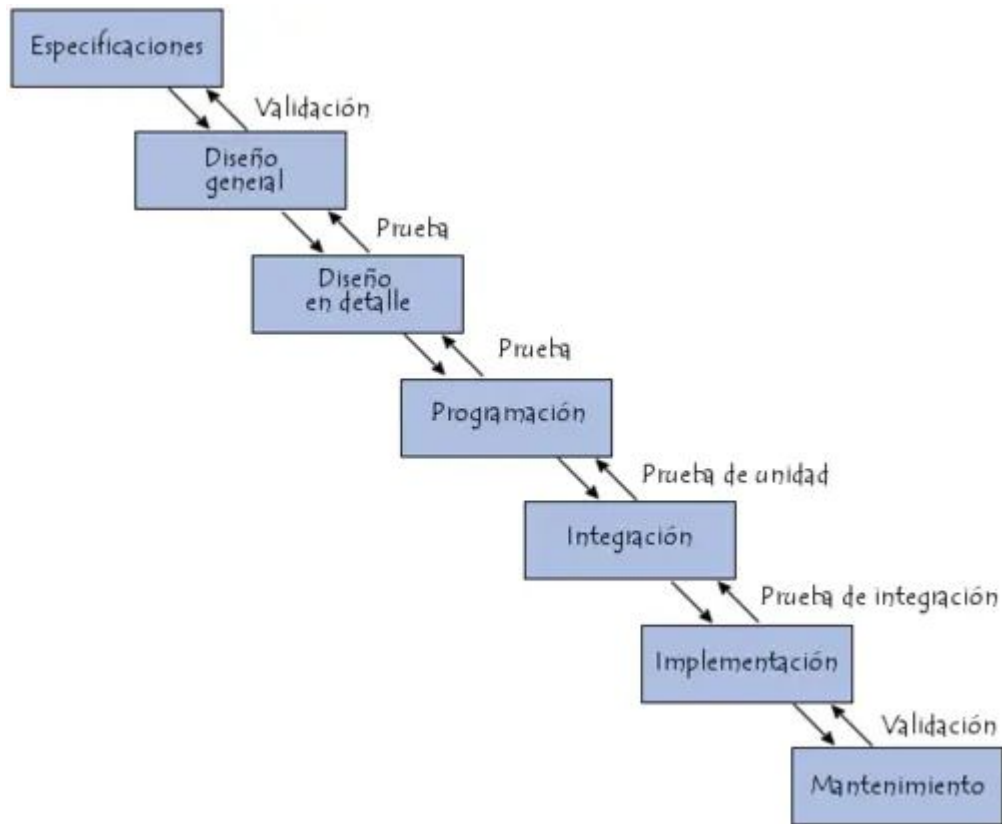 Especificaciones
Validación
Diseño
general
Prueba
Diseño
en detalle
Prueba
Programación
Prueba de unidad
Integración
Prueba de integración
Implementación
Validación
Mantenimiento